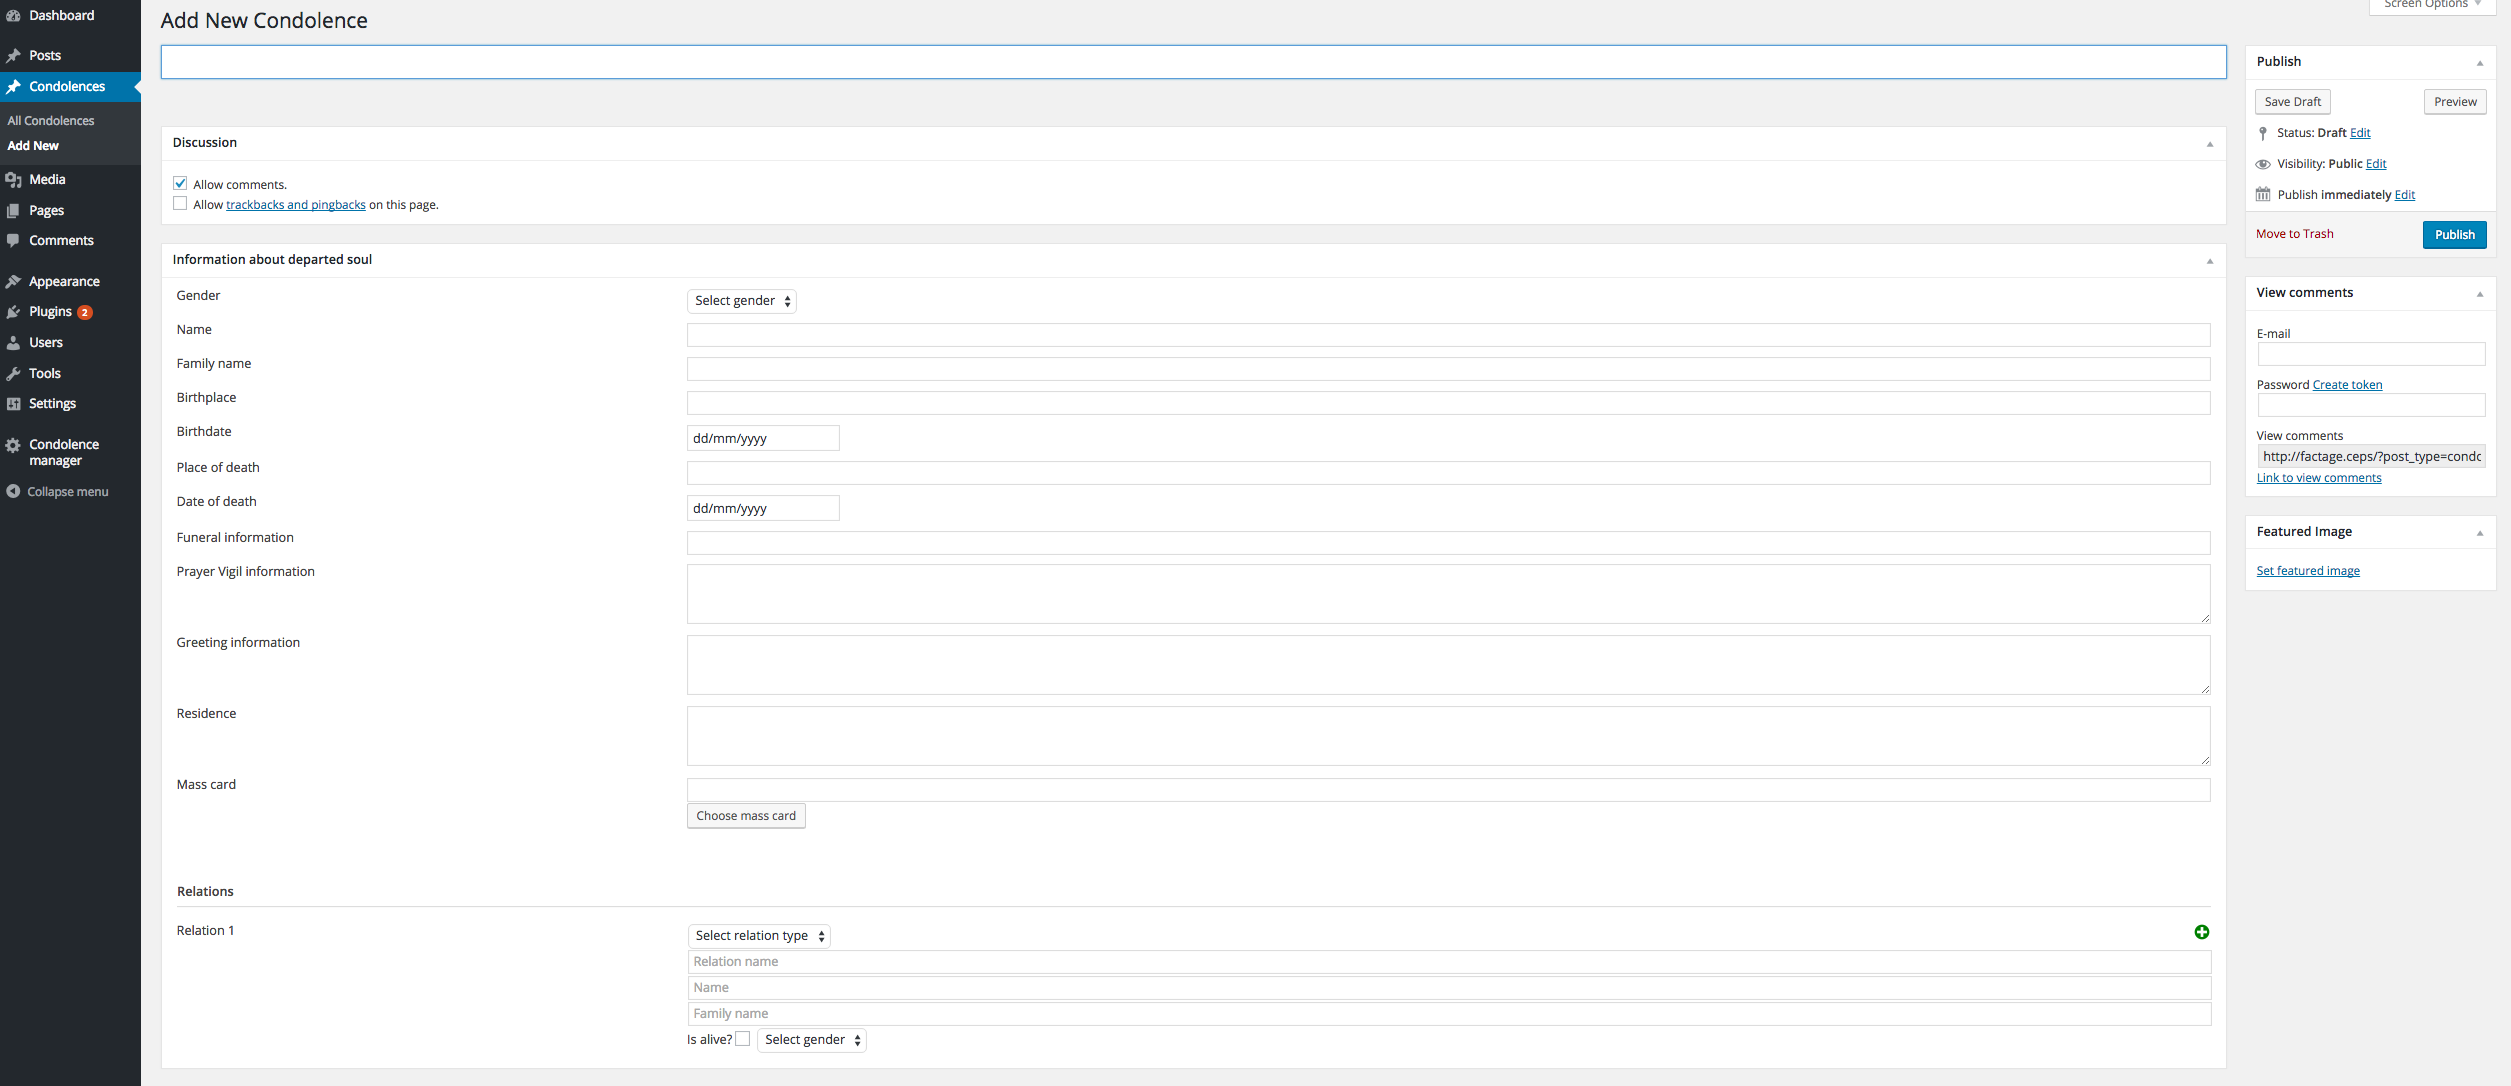 Dashboard
Posts
Condolences
All Condolences
Add New
Media
Pages
Comments
Appearance
Plugins 2
Users
Tools
Settings
Condolence
manager
Collapse menu
Screen Options
Add New Condolence
Discussion
Allow comments.
Allow trackbacks and pingbacks on this page.
Information about departed soul
Gender
Select gender
Name
Family name
Birthplace
Birthdate
dd/mm/yyyy
Place of death
Date of death
dd/mm/yyyy
Funeral information
Prayer Vigil information
Greeting information
Residence
Mass card
Choose mass card
Relations
Relation 1
Select relation type
Relation name
Name
Family name
Is alive?
Select gender
Publish
Save Draft
Preview
Status: Draft Edit
Visibility: Public Edit
Publish immediately Edit
Move to Trash
Publish
View comments
E-mail
Password Create token
View comments
http://factage.ceps/?post_type=condc
Link to view comments
Featured Image
Set featured image